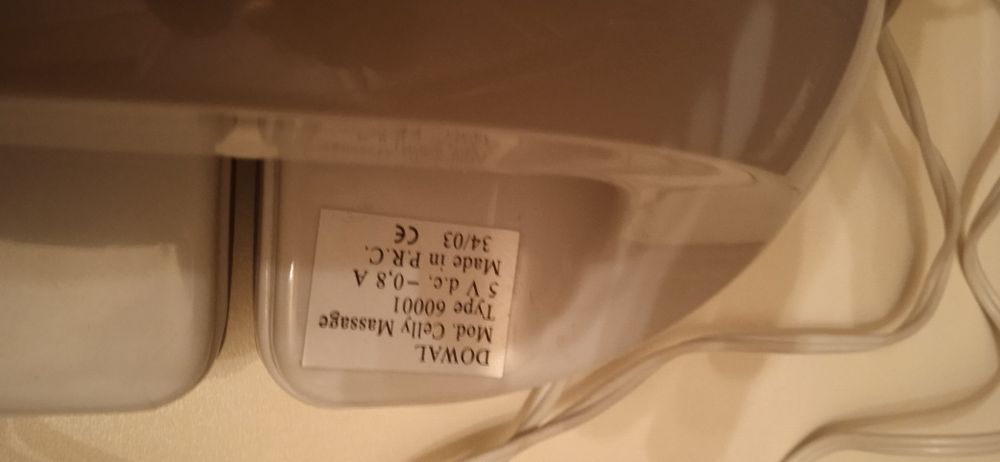 DOWAL
Mod. Celly Massage
Type 60001
5 V d.c. -0,8 A
Made in P.R.C.
34/03 CE